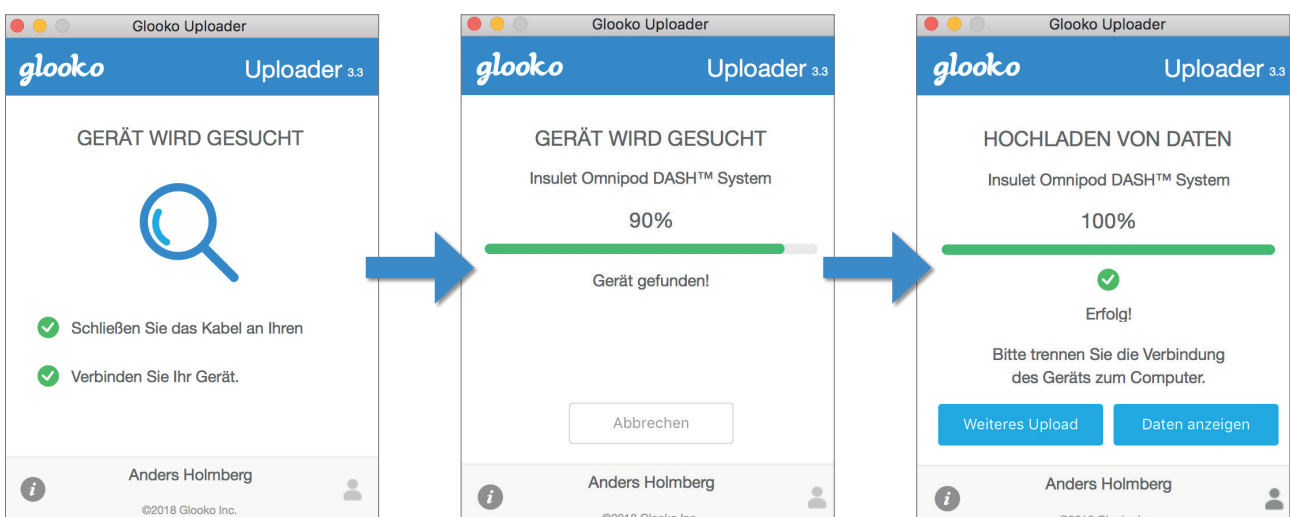 Glooko Uploader
glooko Uploader 3.3
GERÄT WIRD GESUCHT
Schließen Sie das Kabel an Ihren
Verbinden Sie Ihr Gerät.
i
Anders Holmberg
©2018 Glooko Inc.
Glooko Uploader
glooko Uploader 3.3
GERÄT WIRD GESUCHT
Insulet Omnipod DASH™ System
90%
Gerät gefunden!
Abbrechen
i
Anders Holmberg
©2018 Glooko Inc.
Glooko Uploader
glooko Uploader 3.3
HOCHLADEN VON DATEN
Insulet Omnipod DASH™ System
100%
Erfolg!
Bitte trennen Sie die Verbindung
des Geräts zum Computer.
Weiteres Upload Daten anzeigen
i
Anders Holmberg